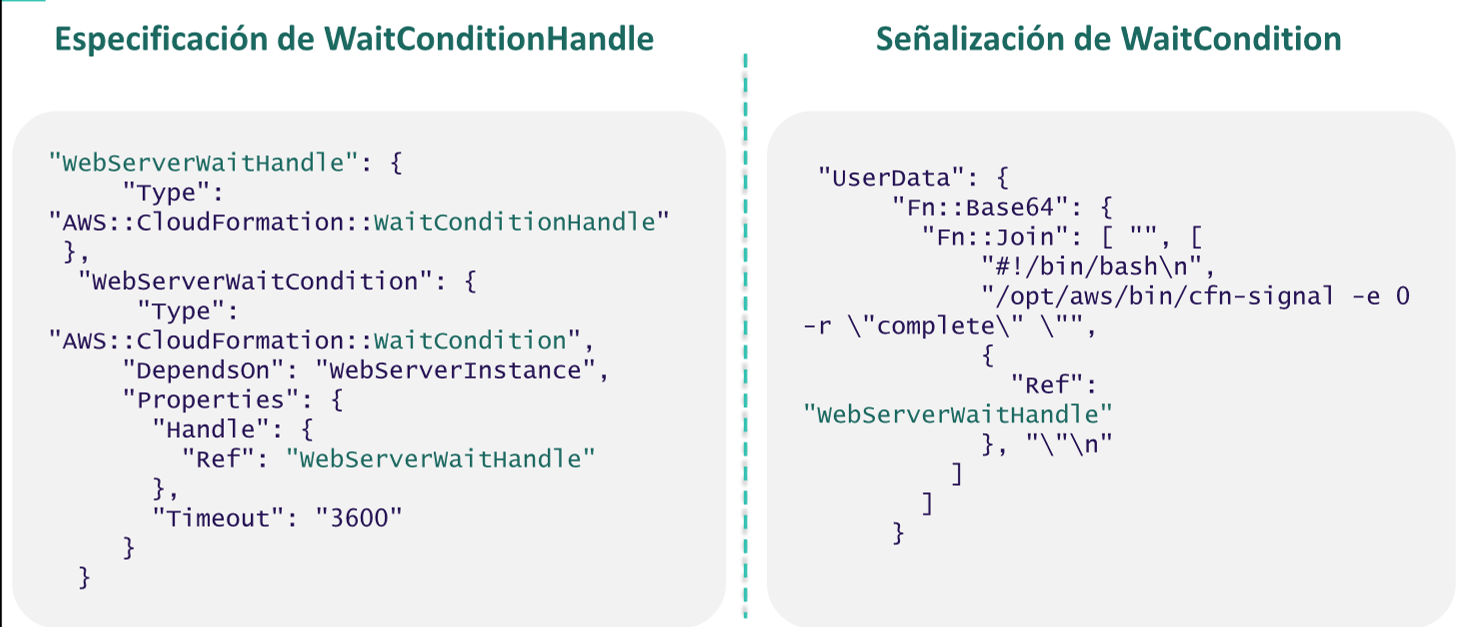 Especificación de WaitConditionHandle
"WebServerWaitHandle": {
"Type":
"AWS::CloudFormation::WaitConditionHandle"
},
"WebServerWaitCondition": {
"Type":
"AWS::CloudFormation::WaitCondition",
"DependsOn": "WebServerInstance",
"Properties": {
"Handle": {
"Ref": "WebServerWaitHandle"
},
"Timeout": "3600"
}
}
Señalización de WaitCondition
"UserData": {
"Fn::Base64": {
"Fn::Join": [ "", [
"#!/bin/bash\n",
"/opt/aws/bin/cfn-signal -e 0
-r \"complete\" \"",
{
"Ref":
"WebServerWaitHandle"
}, "\"\n"
]
]
}